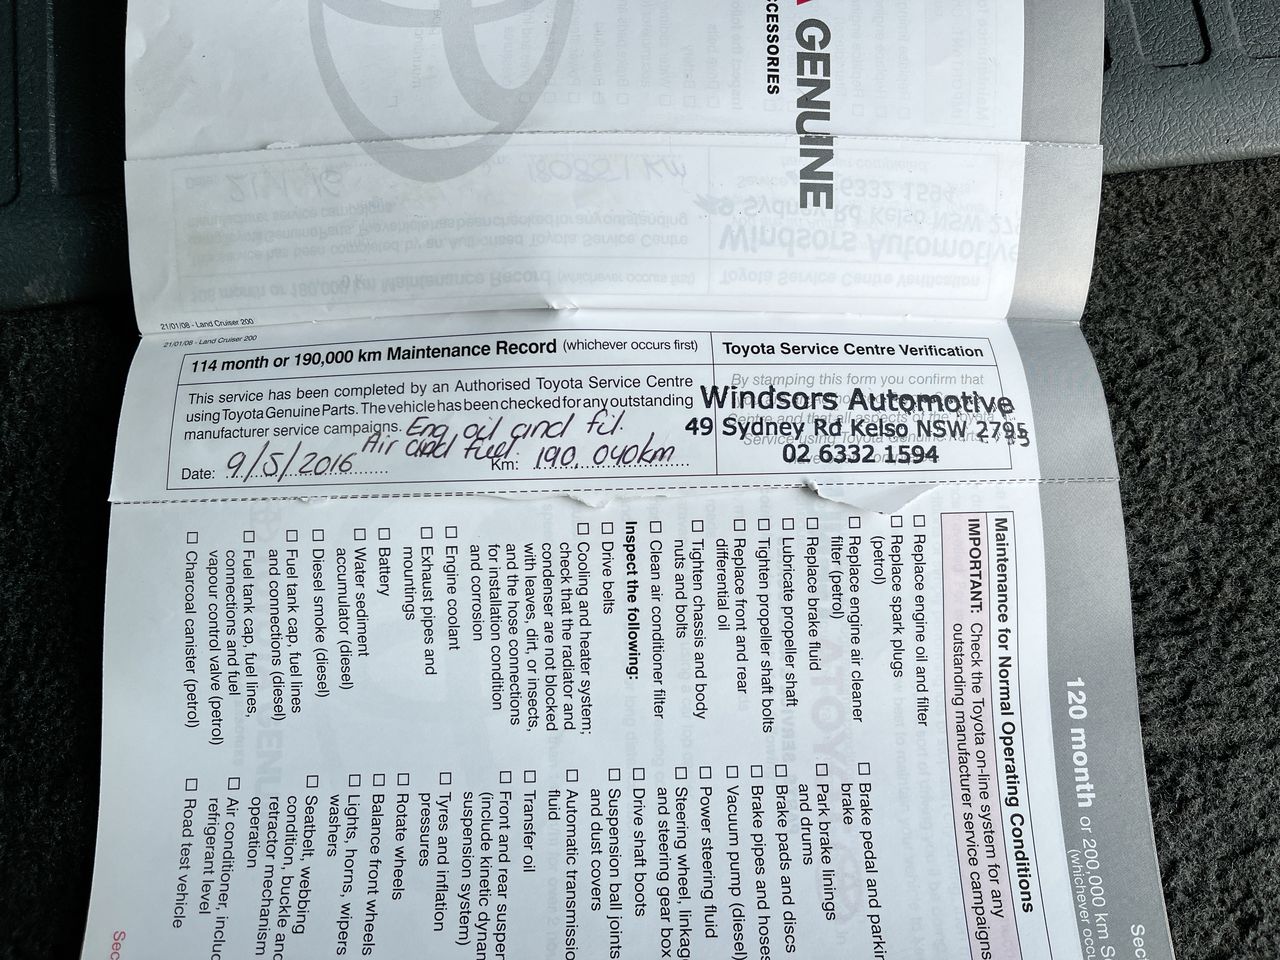 GENUINE
CCESSORIES
21/01/08 - Land Cruiser 200
21/01/08 - Land Cruiser 200
114 month or 190,000 km Maintenance Record (whichever occurs first)
This service has been completed by an Authorised Toyota Service Centre
using Toyota Genuine Parts. The vehicle has been checked for any outstanding
manufacturer service campaigns. Eng oil and fil.
Air and fuel.
Date: 9/5/2016 Km: 190,040km
Toyota Service Centre Verification
By stamping this form you confirm that
Windsors Automotive
49 Sydney Rd Kelso NSW 2795
02 6332 1594
120 month or 200,000 km S
(whichever occu
Maintenance for Normal Operating Conditions
IMPORTANT: Check the Toyota on-line system for any
outstanding manufacturer service campaigns
☐ Replace engine oil and filter
☐ Replace spark plugs
(petrol)
☐ Replace engine air cleaner
filter (petrol)
☐ Replace brake fluid
☐ Lubricate propeller shaft
☐ Tighten propeller shaft bolts
☐ Replace front and rear
differential oil
☐ Tighten chassis and body
nuts and bolts
☐ Clean air conditioner filter
Inspect the following:
☐ Drive belts
☐ Cooling and heater system;
check that the radiator and
condenser are not blocked
with leaves, dirt, or insects,
and the hose connections
for installation condition
and corrosion
☐ Engine coolant
☐ Exhaust pipes and
mountings
☐ Battery
☐ Water sediment
accumulator (diesel)
☐ Diesel smoke (diesel)
☐ Fuel tank cap, fuel lines
and connections (diesel)
☐ Fuel tank cap, fuel lines,
connections and fuel
vapour control valve (petrol)
☐ Charcoal canister (petrol)
☐ Brake pedal and parkin
brake
☐ Park brake linings
and drums
☐ Brake pads and discs
☐ Brake pipes and hoses
☐ Vacuum pump (diesel)
☐ Power steering fluid
☐ Steering wheel, linkag
and steering gear box
☐ Drive shaft boots
☐ Suspension ball joints
and dust covers
☐ Automatic transmissio
fluid
☐ Transfer oil
☐ Front and rear suspen
(include kinetic dynan
suspension system)
☐ Tyres and inflation
pressures
☐ Rotate wheels
☐ Balance front wheels
☐ Lights, horns, wipers
washers
☐ Seatbelt, webbing
condition, buckle and
retractor mechanism
operation
☐ Air conditioner, includ
refrigerant level
☐ Road test vehicle
Sec
Sec